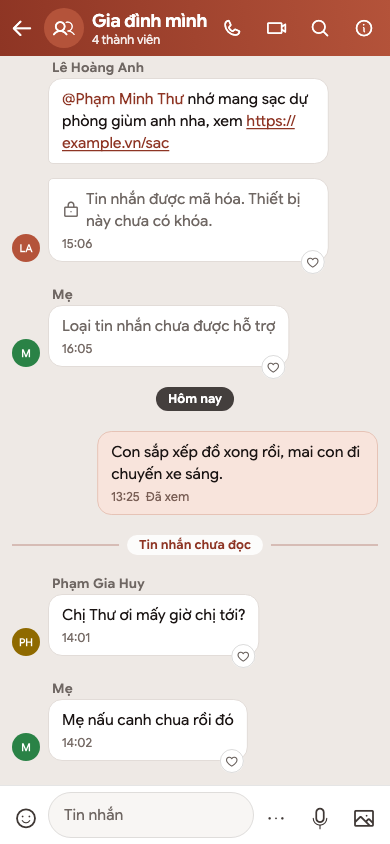 Gia đình mình
4 thành viên
Lê Hoàng Anh
@Phạm Minh Thư nhớ mang sạc dự
phòng giùm anh nha, xem https://
example.vn/sac
Tin nhắn được mã hóa. Thiết bị
này chưa có khóa.
15:06
LA
Mẹ
Loại tin nhắn chưa được hỗ trợ
16:05
M
Hôm nay
Con sắp xếp đồ xong rồi, mai con đi
chuyến xe sáng.
13:25 Đã xem
Tin nhắn chưa đọc
Phạm Gia Huy
Chị Thư ơi mấy giờ chị tới?
14:01
PH
Mẹ
Mẹ nấu canh chua rồi đó
14:02
M
Tin nhắn